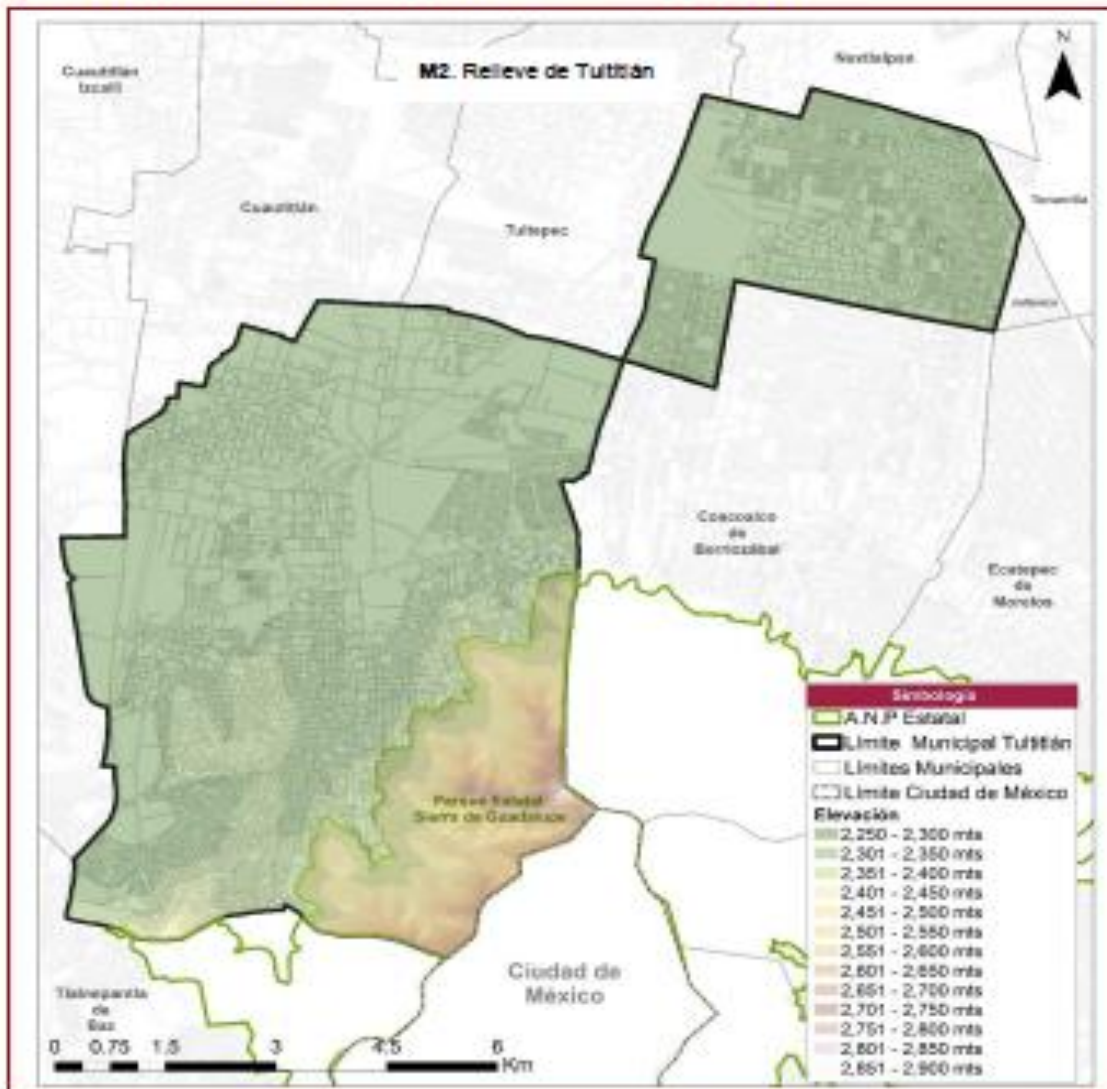 M2. Relieve de Tultitlán
N
Cuautitlán
Izcalli
Nextlalpan
Cuautitlán
Tultepec
Tonanitla
Jaltenco
Coacoalco
de
Berriozábal
Ecatepec
de
Morelos
Parque Estatal
Sierra de Guadalupe
Ciudad de
México
Tlalnepantla
de
Baz
0 0.75 1.5 3 4.5 6
Km
Simbología
A.N.P Estatal
Límite Municipal Tultitlán
Límites Municipales
Límite Ciudad de México
Elevación
2,250 - 2,300 mts
2,301 - 2,350 mts
2,351 - 2,400 mts
2,401 - 2,450 mts
2,451 - 2,500 mts
2,501 - 2,550 mts
2,551 - 2,600 mts
2,601 - 2,650 mts
2,651 - 2,700 mts
2,701 - 2,750 mts
2,751 - 2,800 mts
2,801 - 2,850 mts
2,851 - 2,900 mts